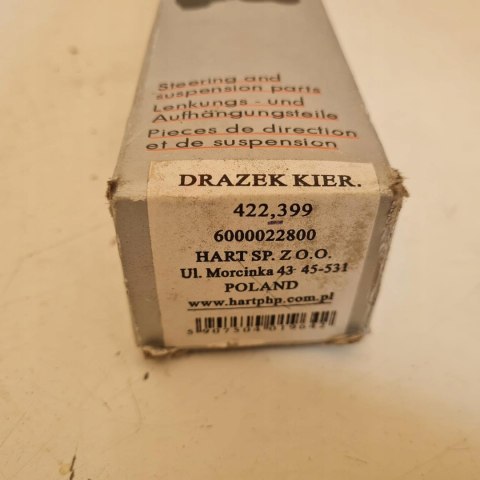 Steering and
suspension parts
Lenkungs - und
Aufhängungsteile
Pieces de direction
et de suspension
DRAZEK KIER.
422,399
6000022800
HART SP. Z O.O.
Ul. Morcinka 43 45-531
POLAND
www.hartphp.com.pl